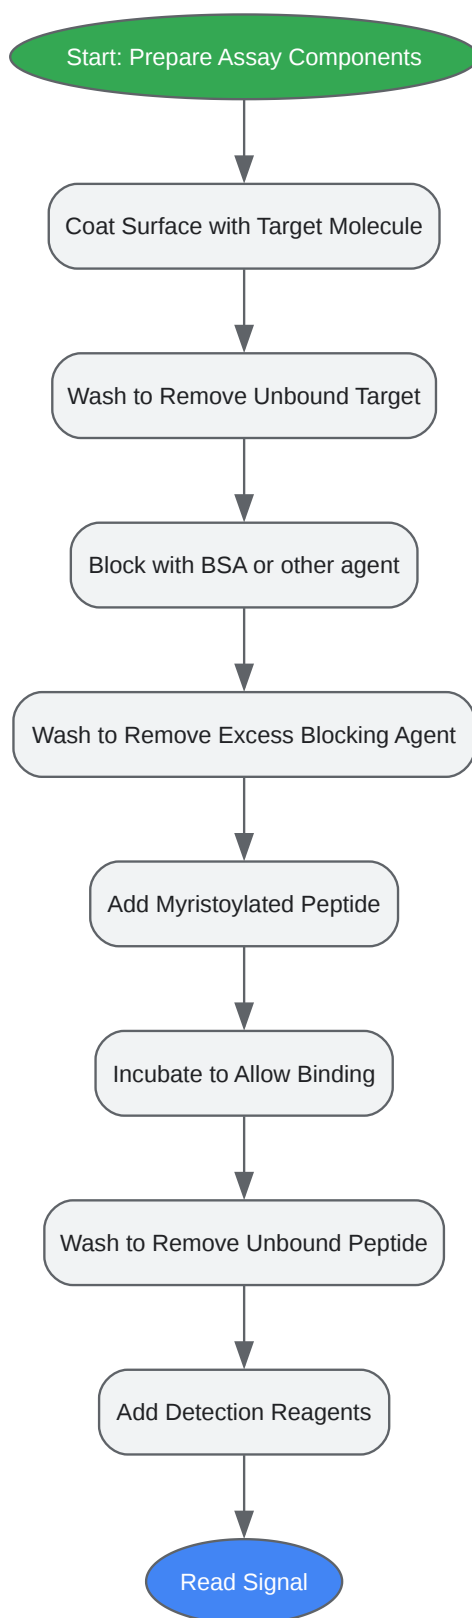 Start: Prepare Assay Components
Coat Surface with Target Molecule
Wash to Remove Unbound Target
Block with BSA or other agent
Wash to Remove Excess Blocking Agent
Add Myristoylated Peptide
Incubate to Allow Binding
Wash to Remove Unbound Peptide
Add Detection Reagents
Read Signal